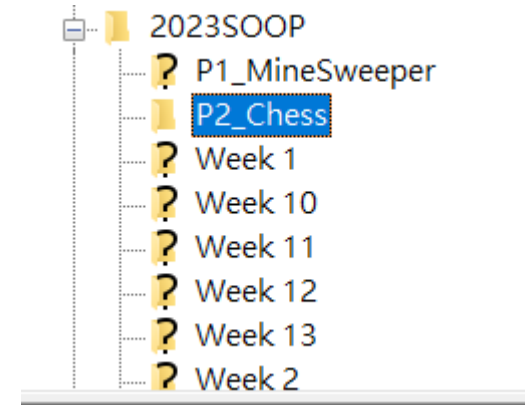 2023SOOP
P1_MineSweeper
P2_Chess
Week 1
Week 10
Week 11
Week 12
Week 13
Week 2